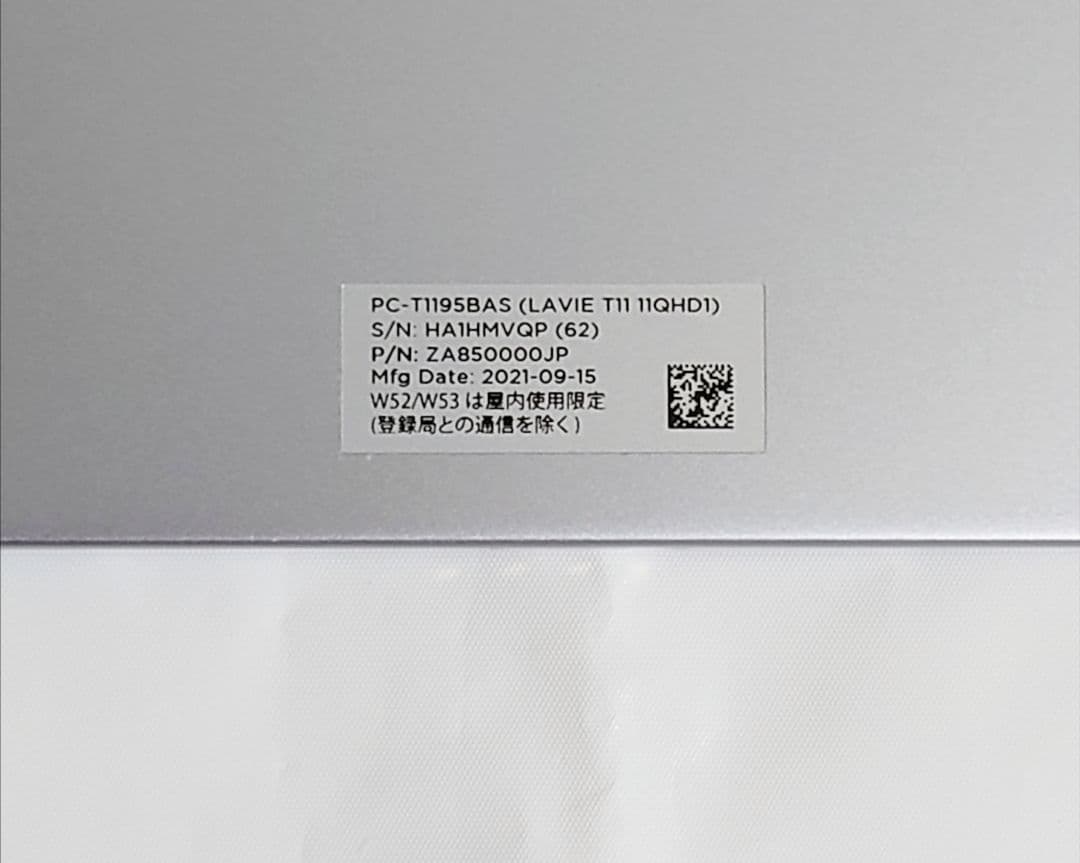 PC-T1195BAS (LAVIE T11 11QHD1)
S/N: HA1HMVQP (62)
P/N: ZA850000JP
Mfg Date: 2021-09-15
W52/W53 は屋内使用限定
(登録局との通信を除く)